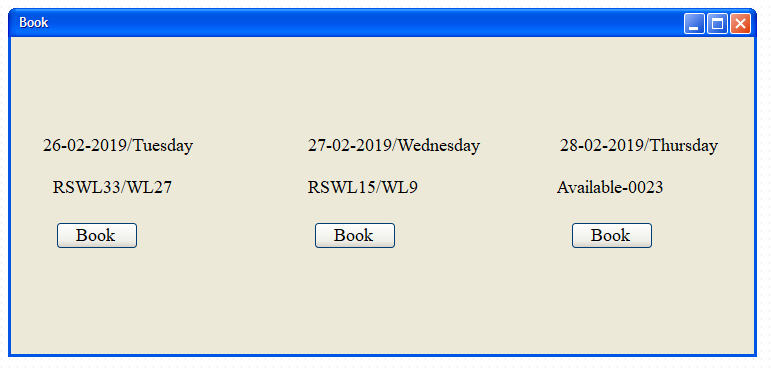 Book
26-02-2019/Tuesday 27-02-2019/Wednesday 28-02-2019/Thursday
RSWL33/WL27 RSWL15/WL9 Available-0023
Book Book Book